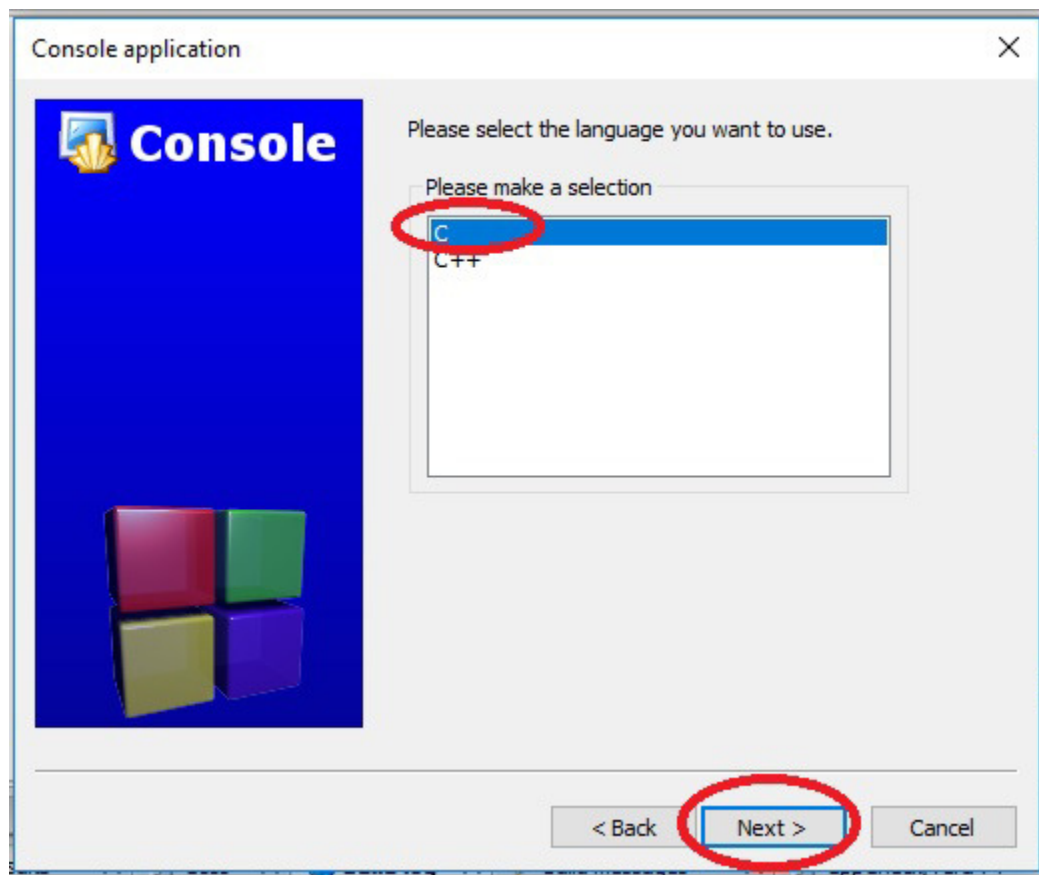 Console application
Console
Please select the language you want to use.
Please make a selection
C
C++
< Back
Next >
Cancel